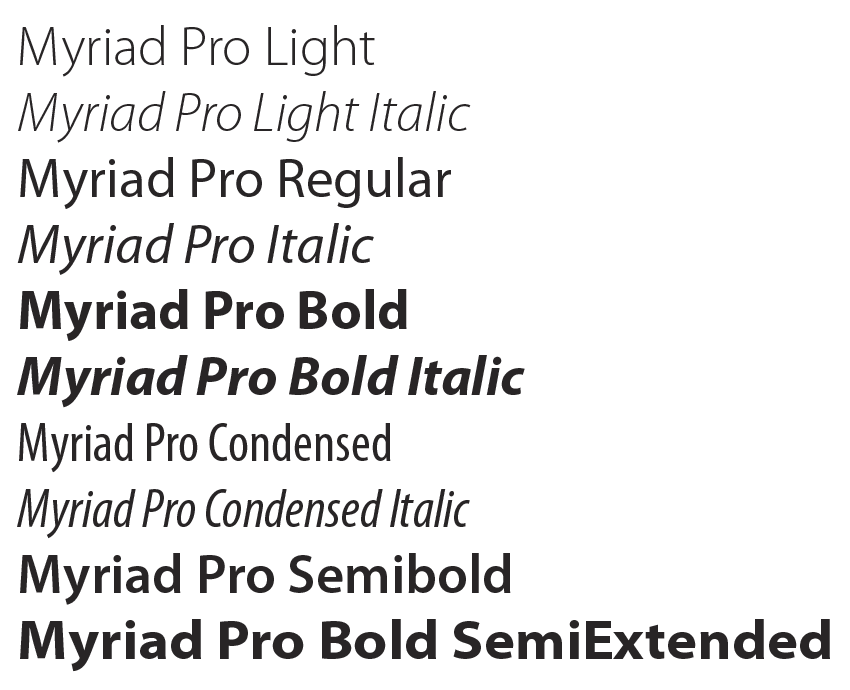 Myriad Pro Light
Myriad Pro Light Italic
Myriad Pro Regular
Myriad Pro Italic
Myriad Pro Bold
Myriad Pro Bold Italic
Myriad Pro Condensed
Myriad Pro Condensed Italic
Myriad Pro Semibold
Myriad Pro Bold SemiExtended